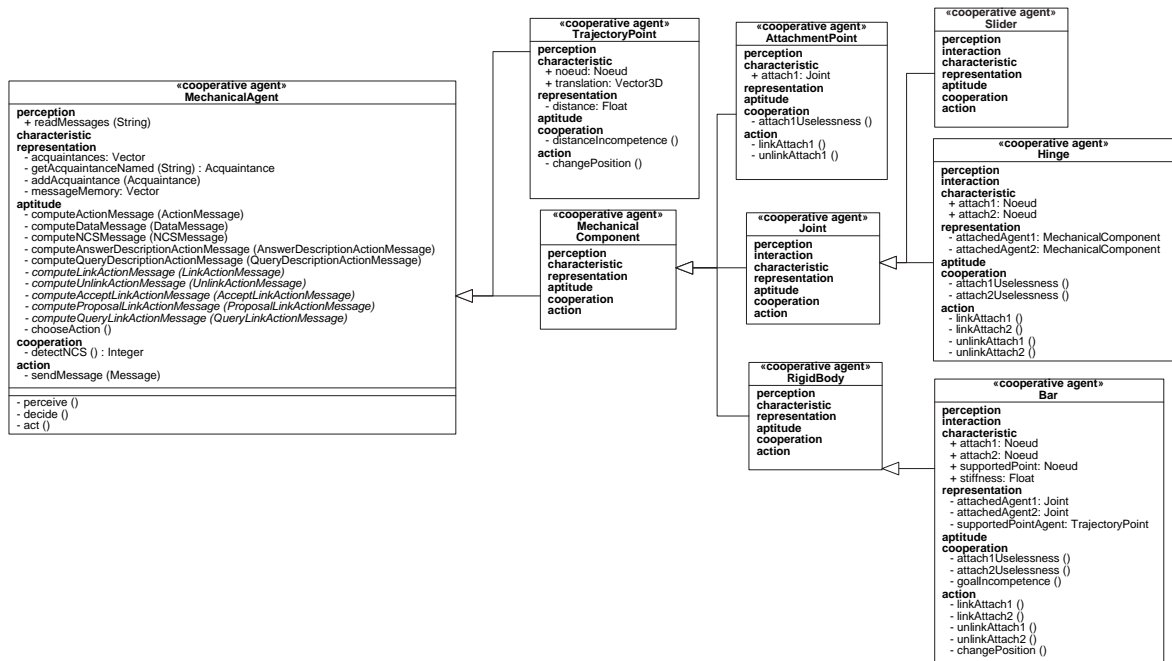 «cooperative agent»
MechanicalAgent
perception
+ readMessages (String)
characteristic
representation
- acquaintances: Vector
- getAcquaintanceNamed (String) : Acquaintance
- addAcquaintance (Acquaintance)
- messageMemory: Vector
aptitude
- computeActionMessage (ActionMessage)
- computeDataMessage (DataMessage)
- computeNCSMessage (NCSMessage)
- computeAnswerDescriptionActionMessage (AnswerDescriptionActionMessage)
- computeQueryDescriptionActionMessage (QueryDescriptionActionMessage)
- computeLinkActionMessage (LinkActionMessage)
- computeUnlinkActionMessage (UnlinkActionMessage)
- computeAcceptLinkActionMessage (AcceptLinkActionMessage)
- computeProposalLinkActionMessage (ProposalLinkActionMessage)
- computeQueryLinkActionMessage (QueryLinkActionMessage)
- chooseAction ()
cooperation
- detectNCS () : Integer
action
- sendMessage (Message)
- perceive ()
- decide ()
- act ()
«cooperative agent»
TrajectoryPoint
perception
characteristic
+ noeud: Noeud
+ translation: Vector3D
representation
- distance: Float
aptitude
cooperation
- distanceIncompetence ()
action
- changePosition ()
«cooperative agent»
Mechanical
Component
perception
characteristic
representation
aptitude
cooperation
action
«cooperative agent»
AttachmentPoint
perception
characteristic
+ attach1: Joint
representation
aptitude
cooperation
- attach1Uselessness ()
action
- linkAttach1 ()
- unlinkAttach1 ()
«cooperative agent»
Joint
perception
interaction
characteristic
representation
aptitude
cooperation
action
«cooperative agent»
RigidBody
perception
characteristic
representation
aptitude
cooperation
action
«cooperative agent»
Slider
perception
interaction
characteristic
representation
aptitude
cooperation
action
«cooperative agent»
Hinge
perception
interaction
characteristic
+ attach1: Noeud
+ attach2: Noeud
representation
- attachedAgent1: MechanicalComponent
- attachedAgent2: MechanicalComponent
aptitude
cooperation
- attach1Uselessness ()
- attach2Uselessness ()
action
- linkAttach1 ()
- linkAttach2 ()
- unlinkAttach1 ()
- unlinkAttach2 ()
«cooperative agent»
Bar
perception
interaction
characteristic
+ attach1: Noeud
+ attach2: Noeud
+ supportedPoint: Noeud
+ stiffness: Float
representation
- attachedAgent1: Joint
- attachedAgent2: Joint
- supportedPointAgent: TrajectoryPoint
aptitude
cooperation
- attach1Uselessness ()
- attach2Uselessness ()
- goalIncompetence ()
action
- linkAttach1 ()
- linkAttach2 ()
- unlinkAttach1 ()
- unlinkAttach2 ()
- changePosition ()